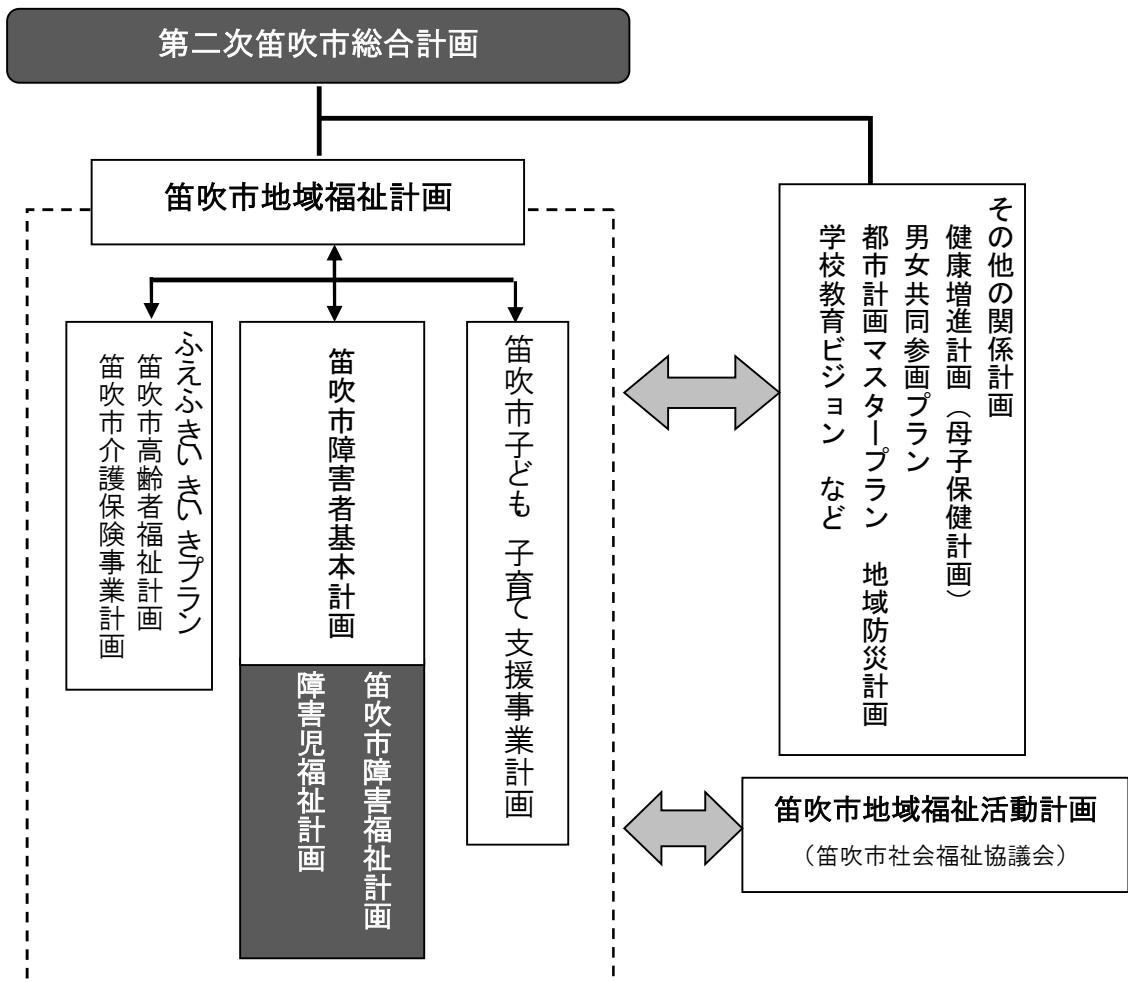 第二次笛吹市総合計画
笛吹市地域福祉計画
ふえふきいきいきプラン
笛吹市高齢者福祉計画
笛吹市介護保険事業計画
笛吹市障害者基本計画
笛吹市障害福祉計画
障害児福祉計画
笛吹市子ども子育て支援事業計画
その他の関係計画
健康増進計画（母子保健計画）
男女共同参画プラン
都市計画マスタープラン　地域防災計画
学校教育ビジョン　など
笛吹市地域福祉活動計画
（笛吹市社会福祉協議会）